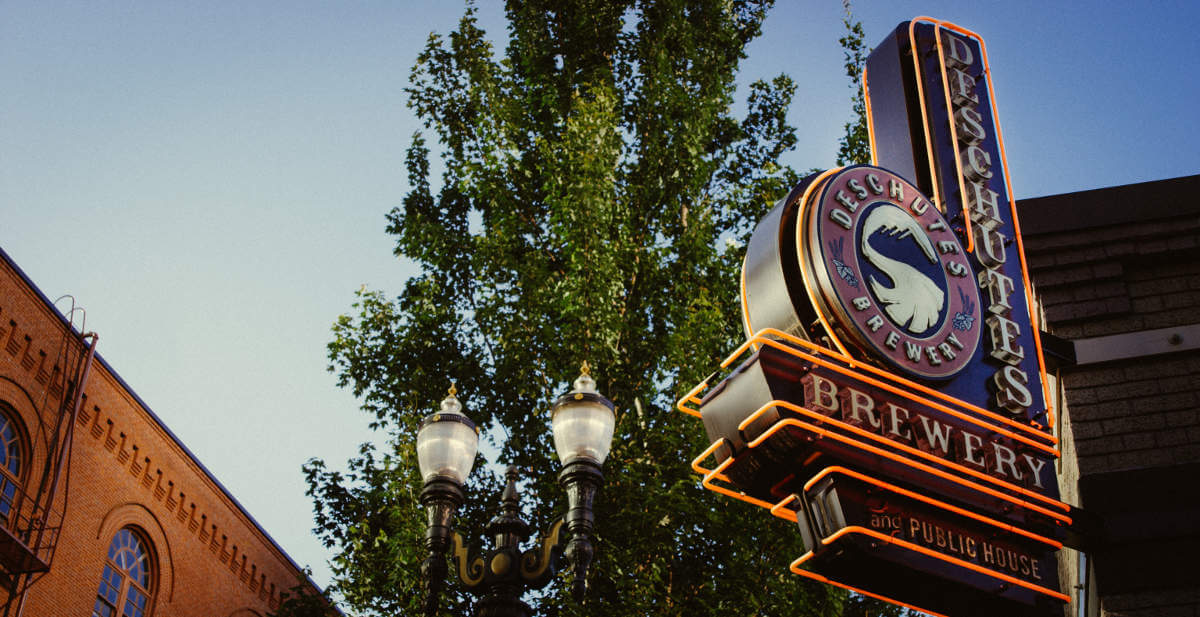 DESCHUTES
DESCHUTES
BREWERY
BREWERY
and PUBLIC HOUSE